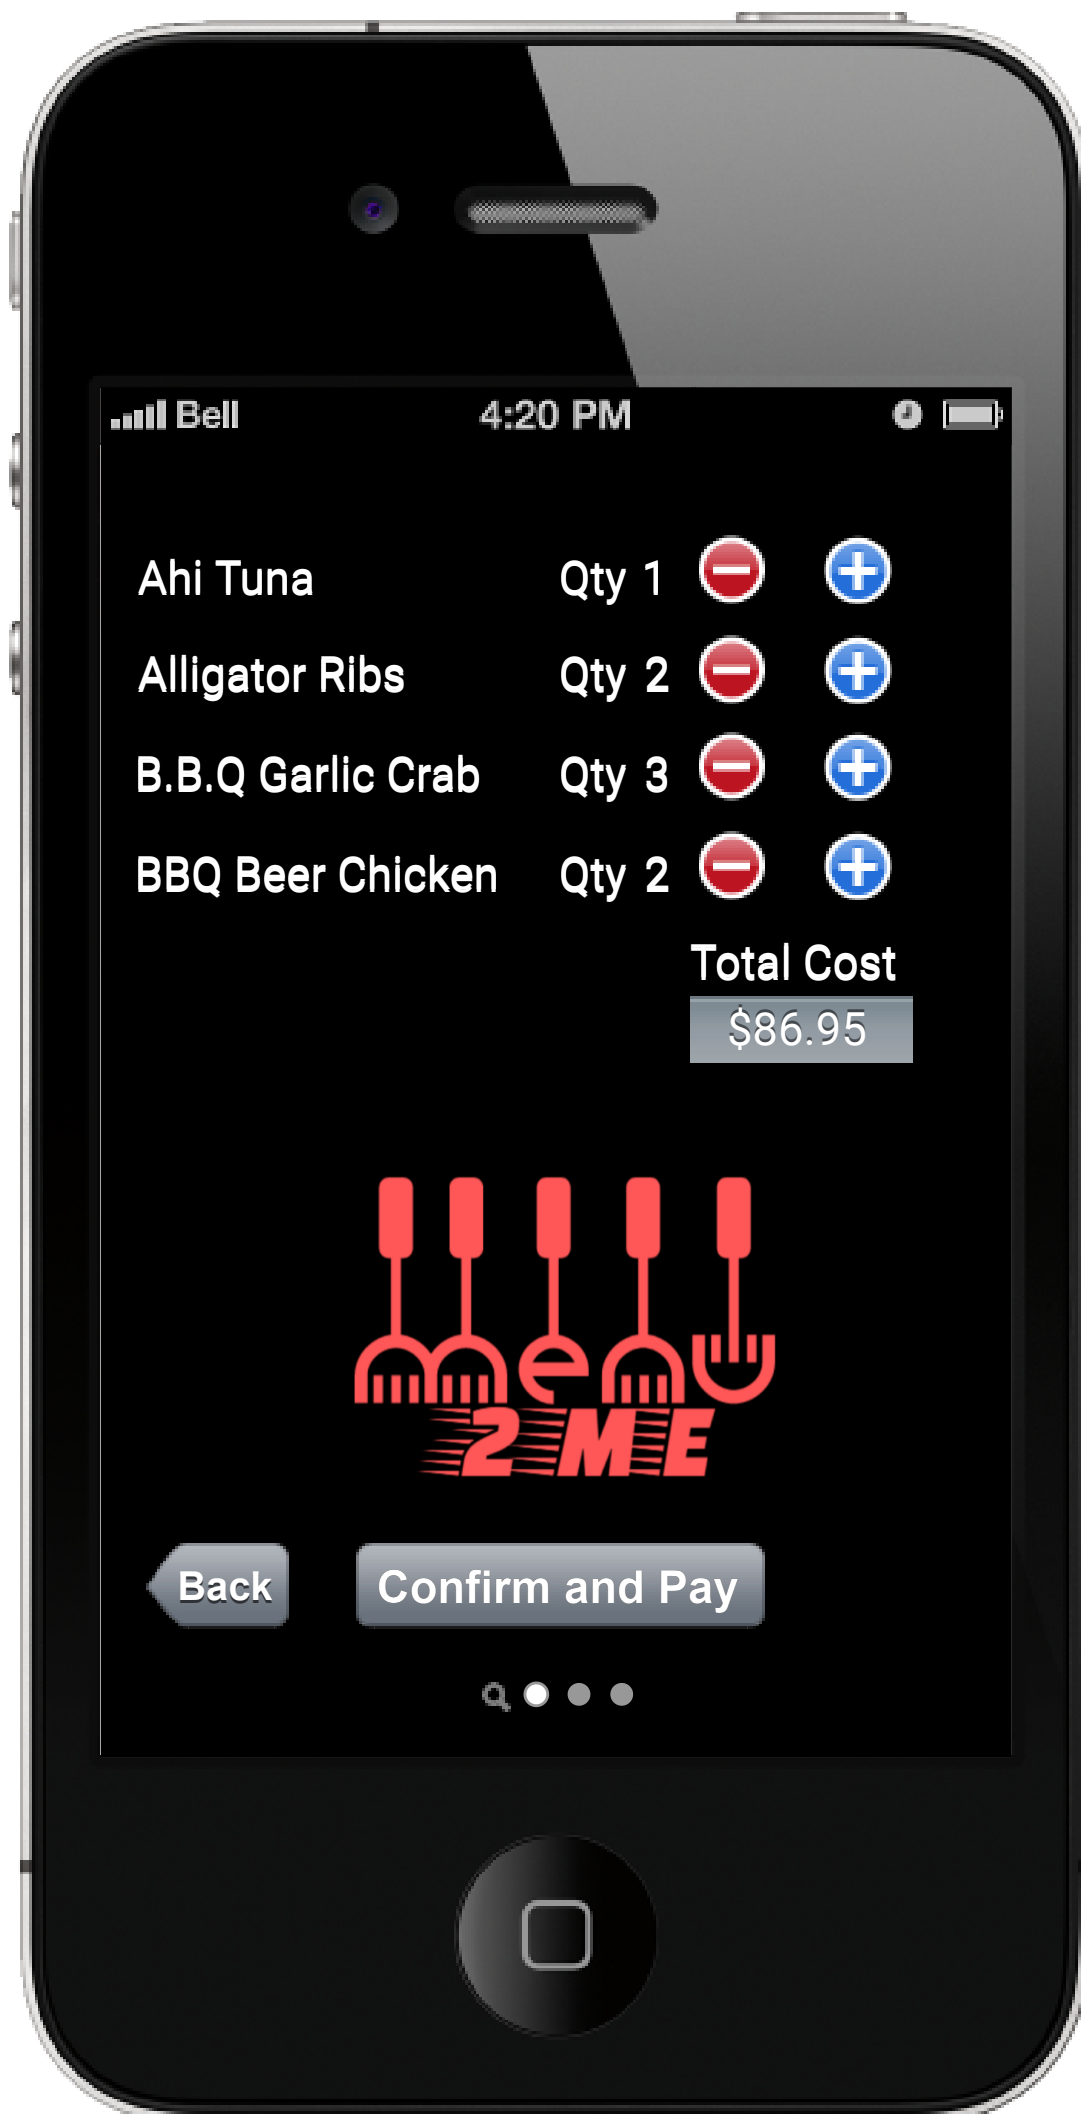 Bell 4:20 PM
Ahi Tuna Qty 1
Alligator Ribs Qty 2
B.B.Q Garlic Crab Qty 3
BBQ Beer Chicken Qty 2
Total Cost
$86.95
menu
2 ME
Back Confirm and Pay